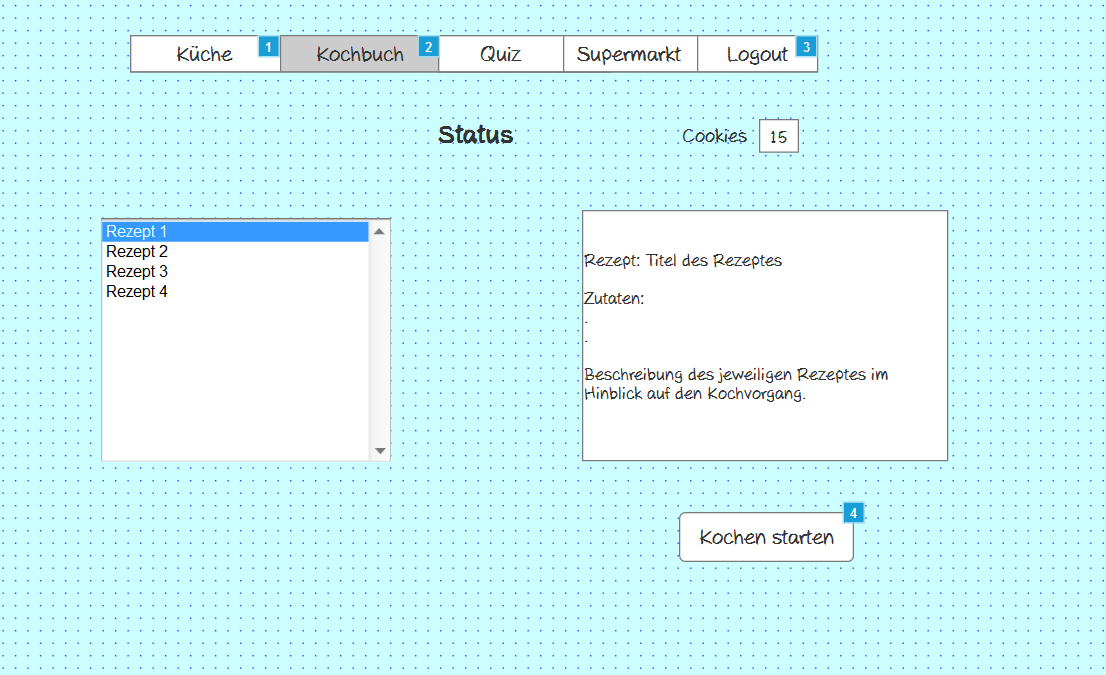 Küche 1 Kochbuch 2 Quiz Supermarkt Logout 3
Status Cookies 15
Rezept 1
Rezept 2
Rezept 3
Rezept 4
Rezept: Titel des Rezeptes
Zutaten:
.
.
Beschreibung des jeweiligen Rezeptes im
Hinblick auf den Kochvorgang.
4
Kochen starten